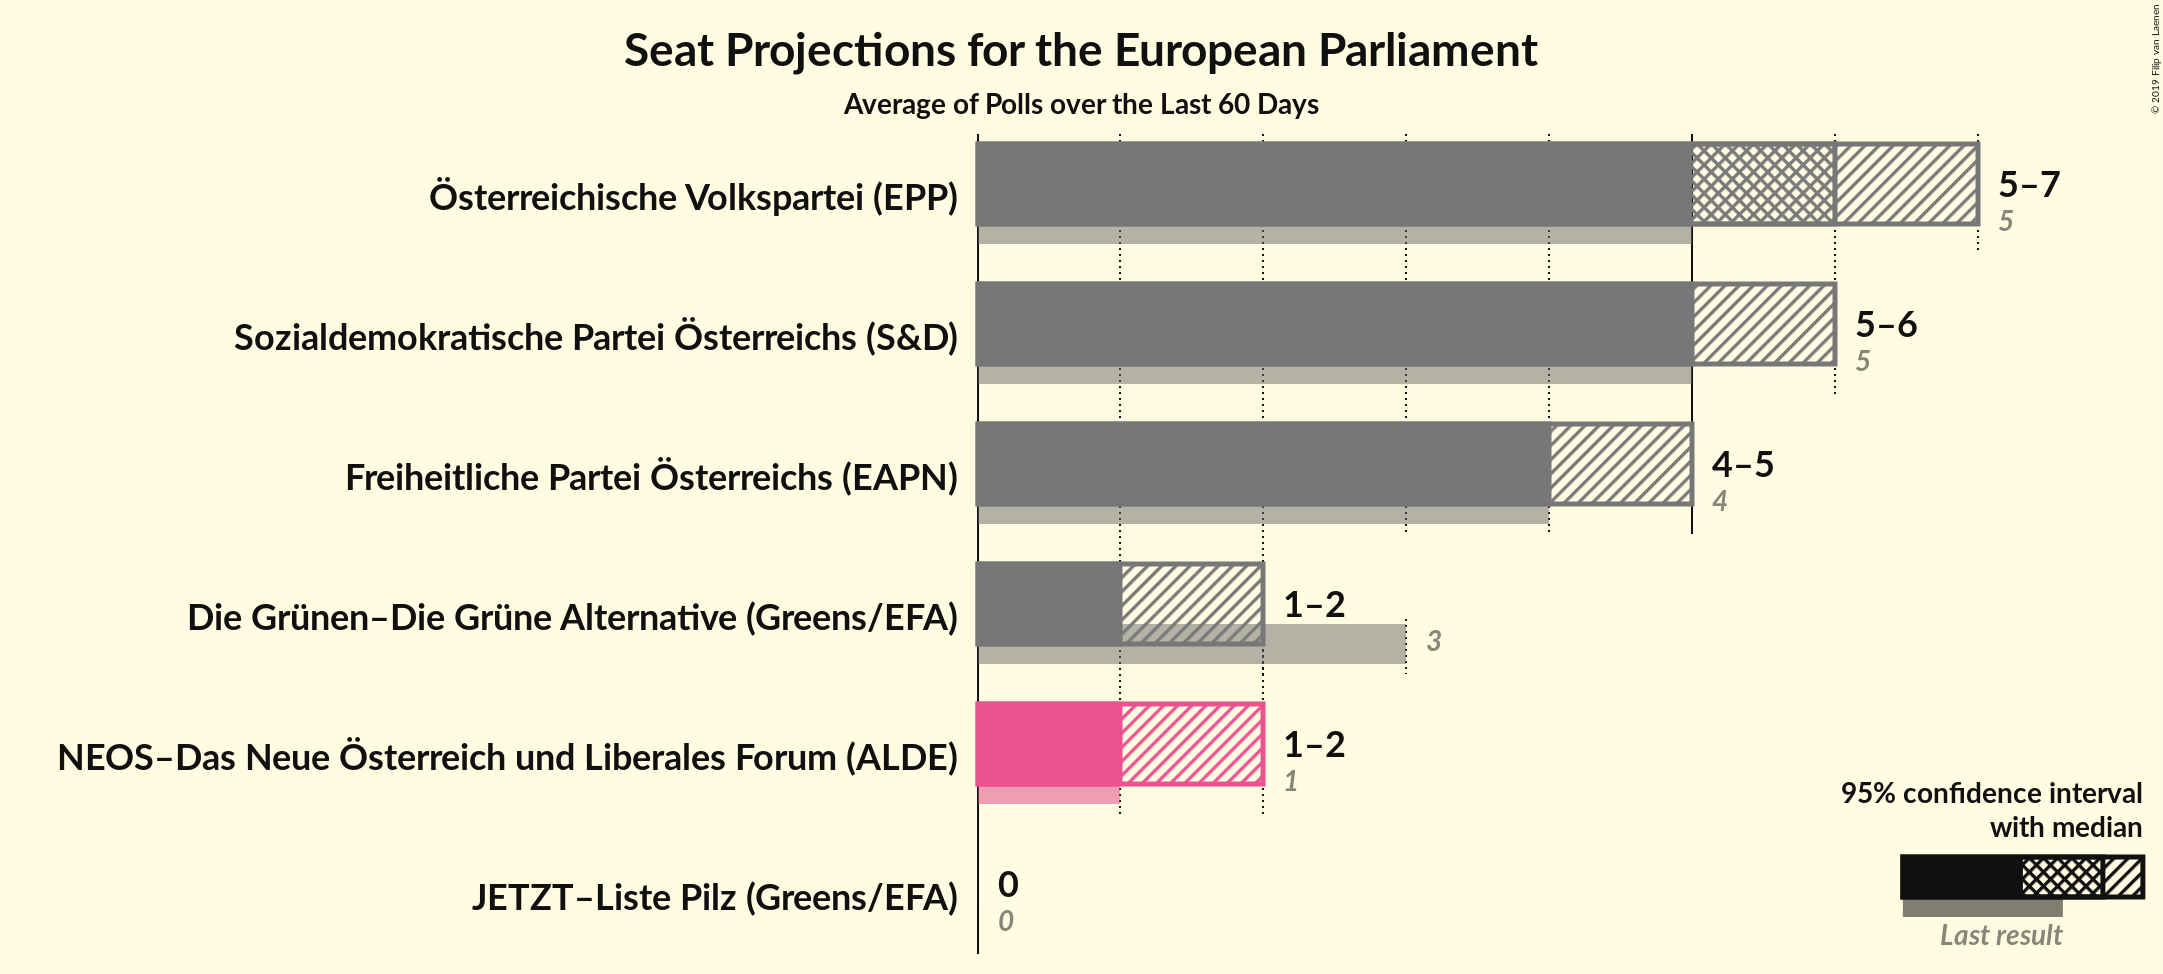 Seat Projections for the European Parliament
Average of Polls over the Last 60 Days
© 2019 Filip van Laenen
Österreichische Volkspartei (EPP)
5–7
5
Sozialdemokratische Partei Österreichs (S&D)
5–6
5
Freiheitliche Partei Österreichs (EAPN)
4–5
4
Die Grünen–Die Grüne Alternative (Greens/EFA)
1–2
3
NEOS–Das Neue Österreich und Liberales Forum (ALDE)
1–2
1
JETZT–Liste Pilz (Greens/EFA)
0
0
95% confidence interval
with median
Last result